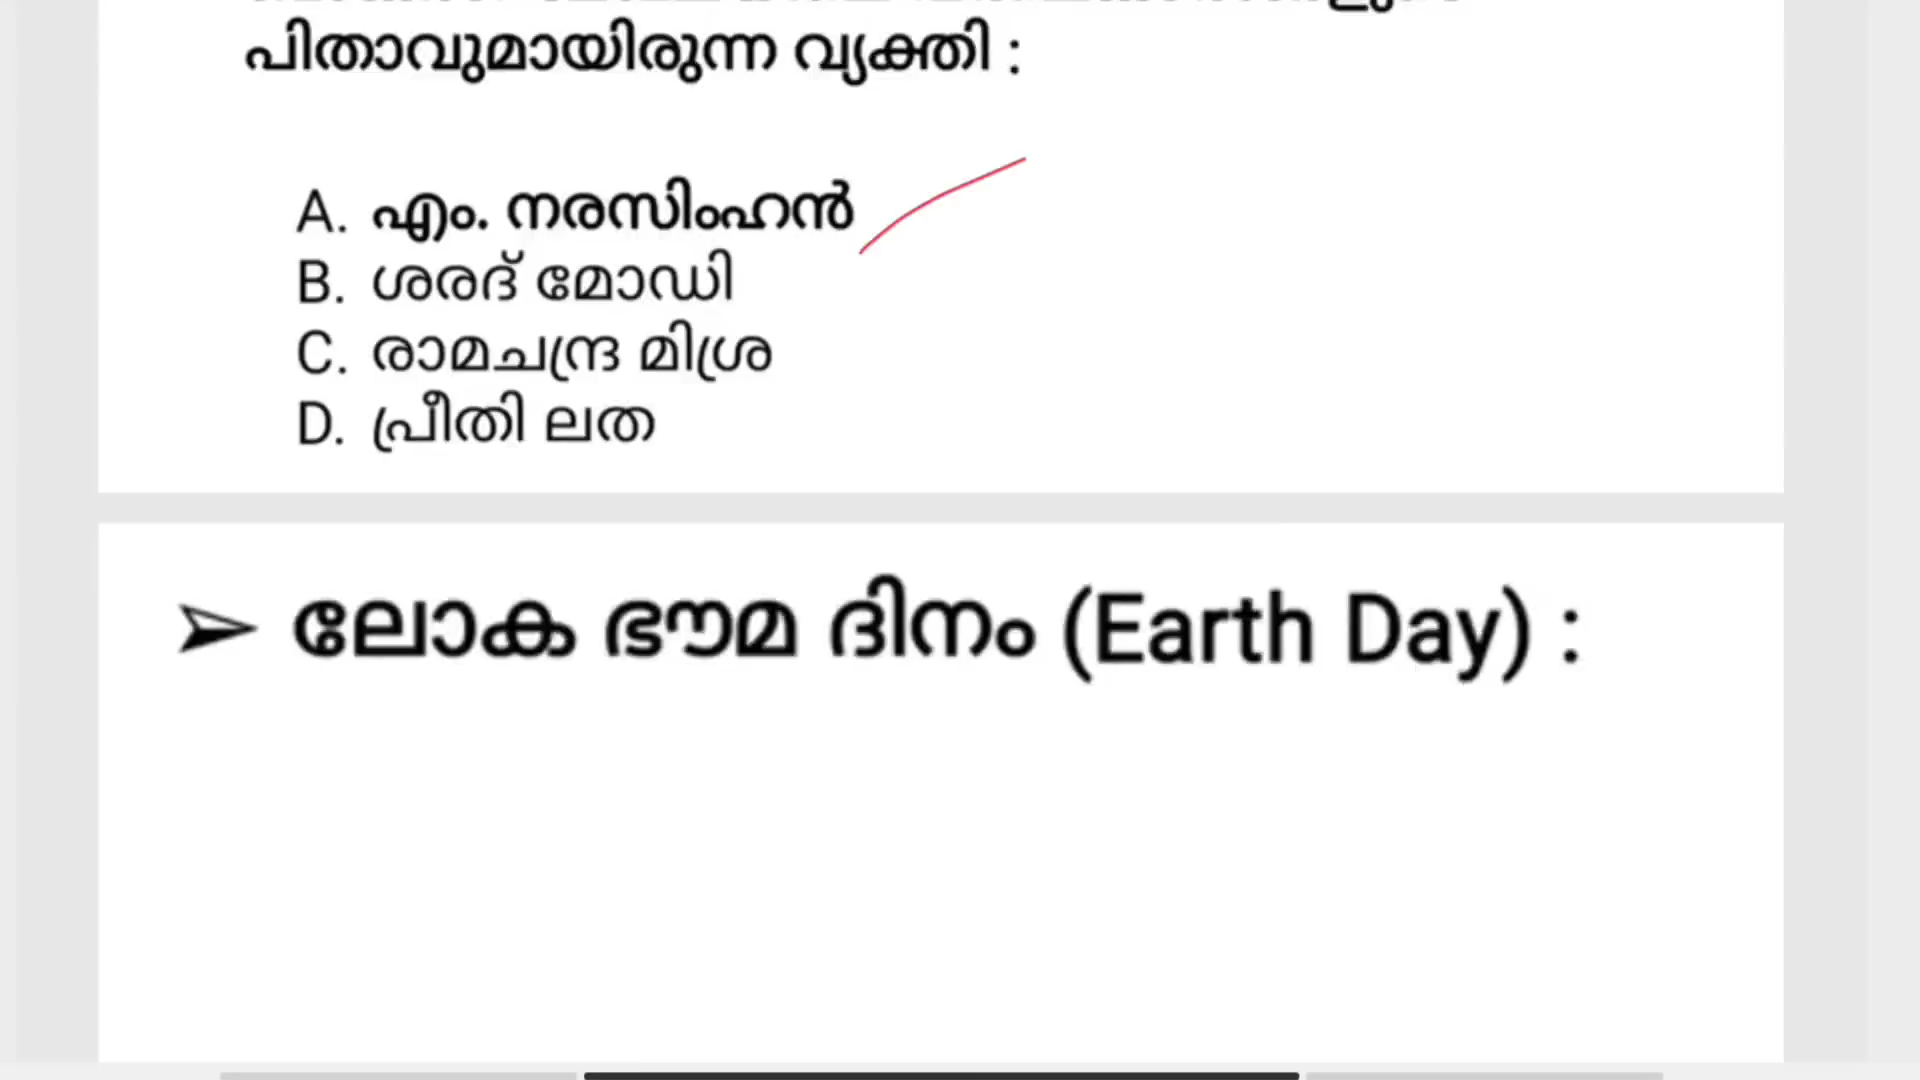 പിതാവുമായിരുന്ന വ്യക്തി :
A. എം. നരസിംഹൻ
B. ശരദ് മോഡി
C. രാമചന്ദ്ര മിശ്ര
D. പ്രീതി ലത
➢ ലോക ഭൗമ ദിനം (Earth Day) :